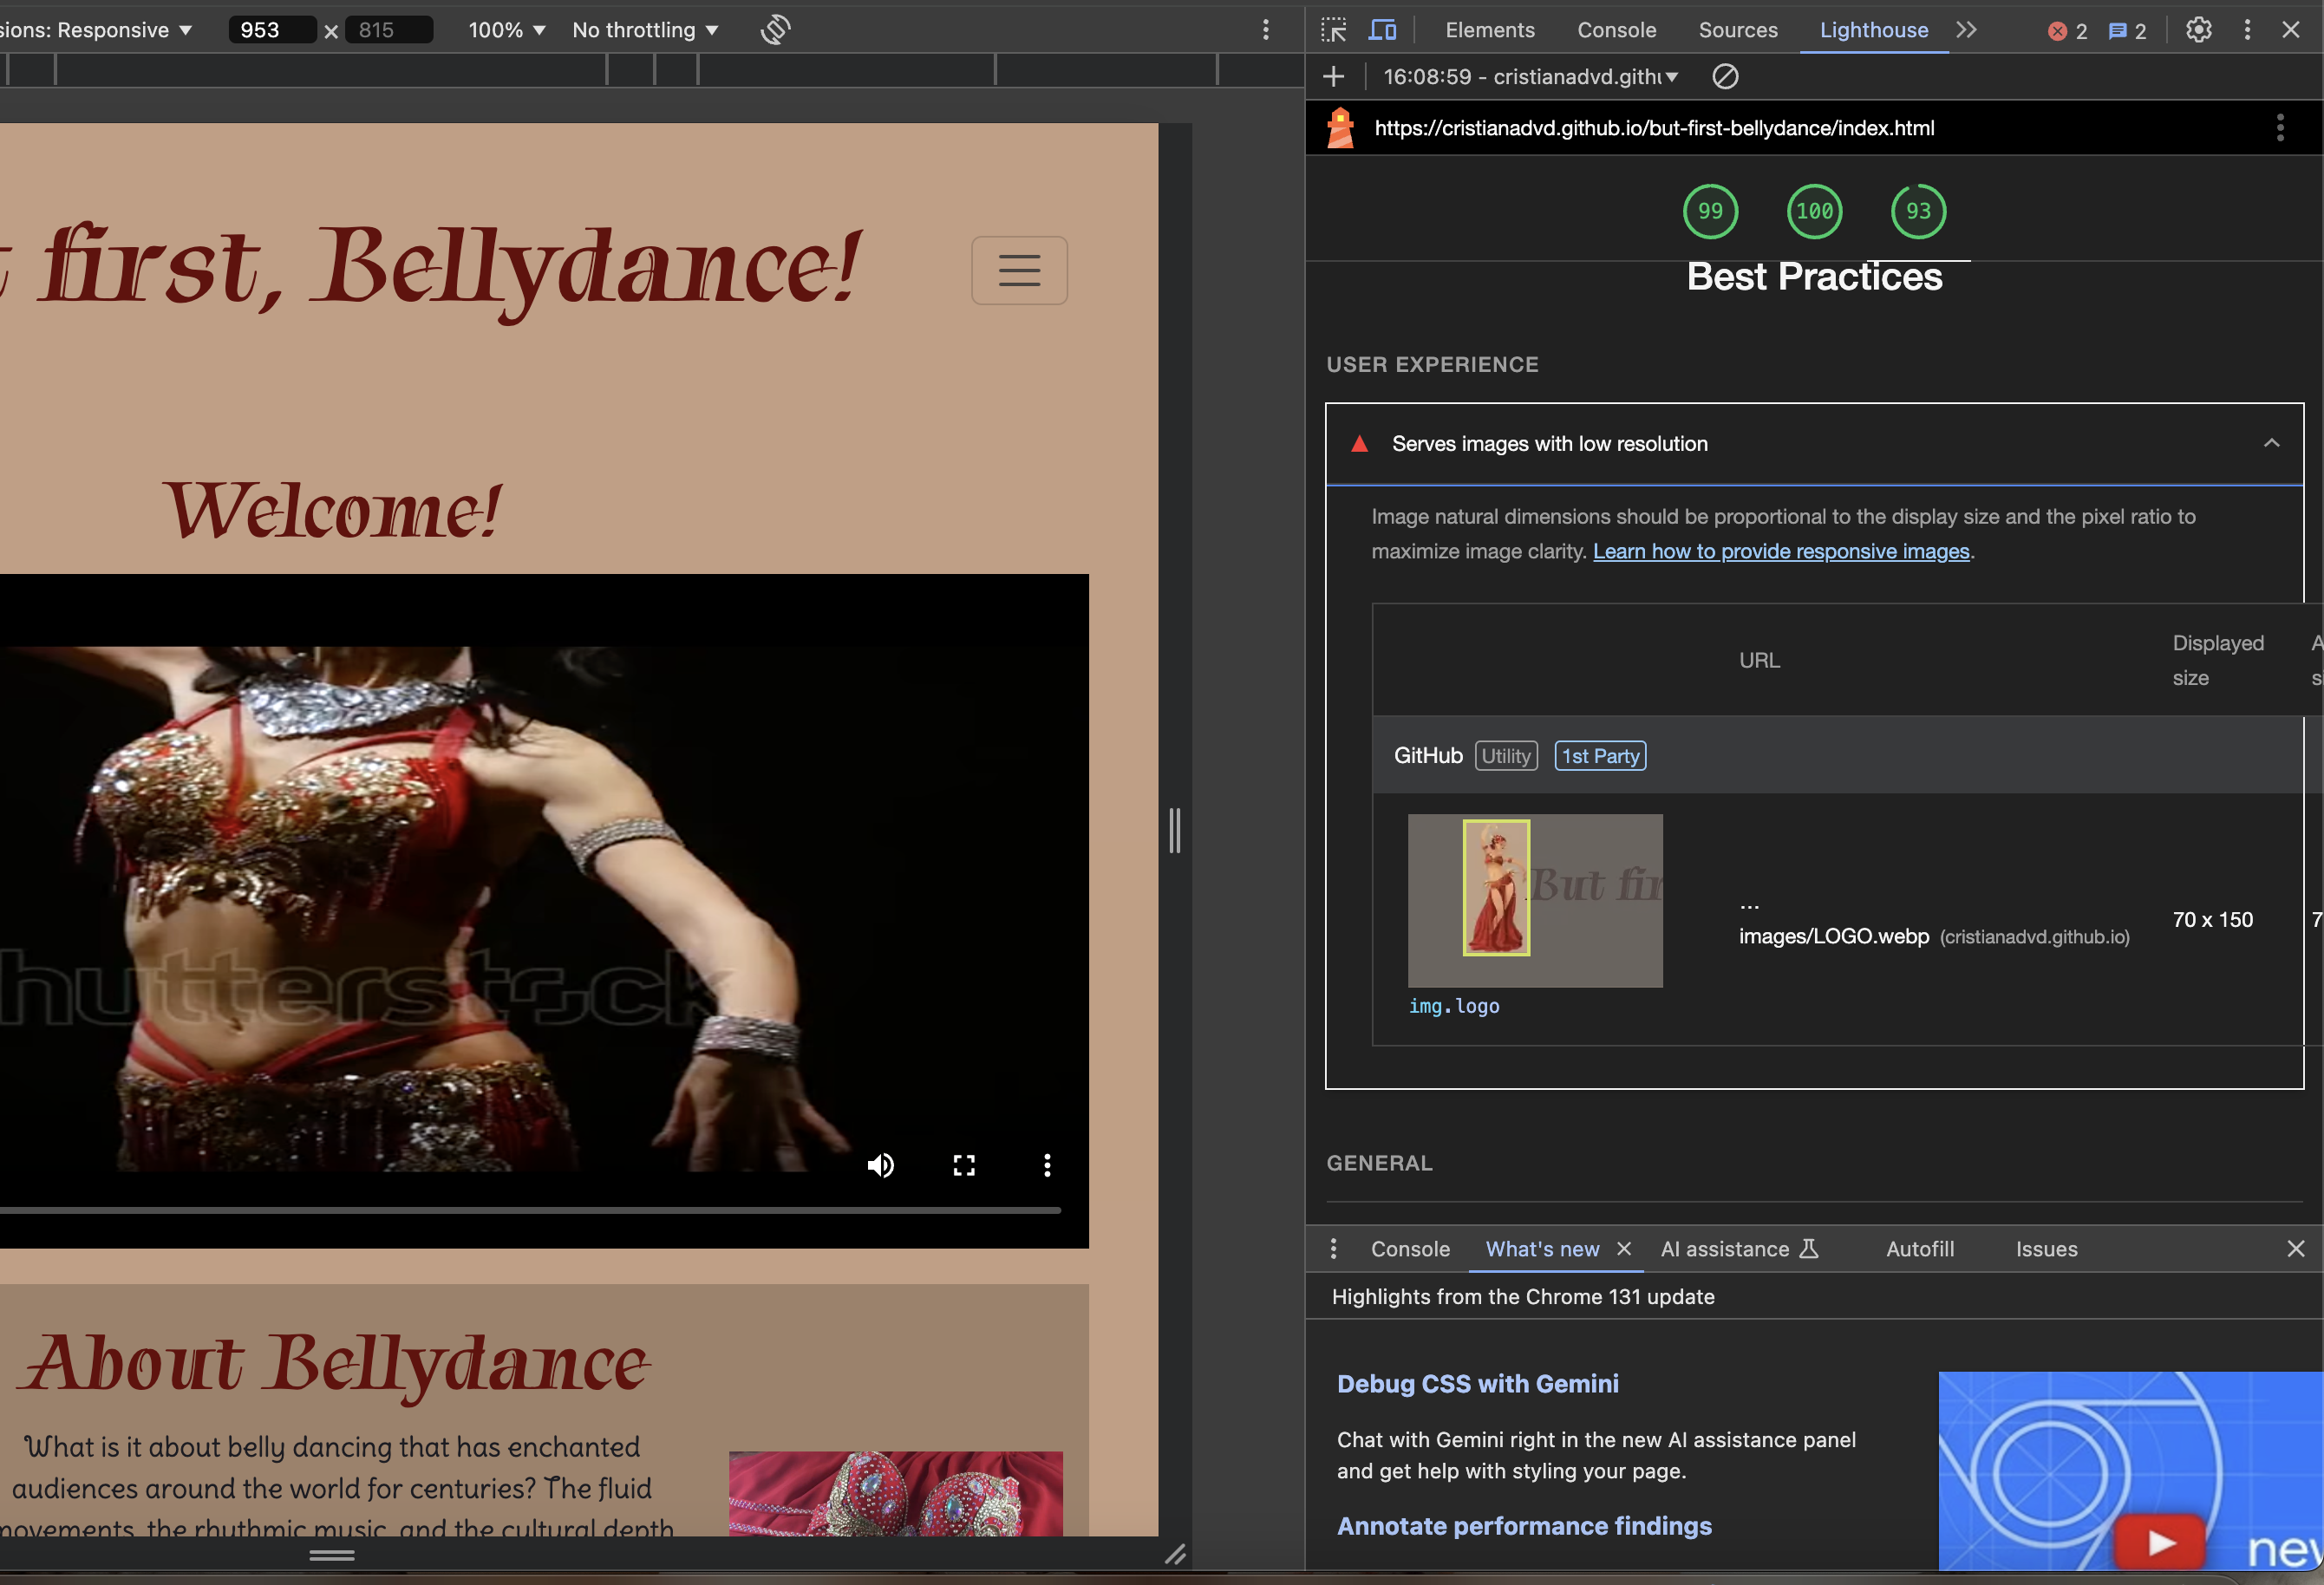 sions: Responsive ▼ 953 × 815 100% ▼ No throttling ▼
Elements Console Sources Lighthouse 2 2
16:08:59 - cristianadvd.githu ▼
https://cristianadvd.github.io/but-first-bellydance/index.html
99 100 93
Best Practices
USER EXPERIENCE
Serves images with low resolution
Image natural dimensions should be proportional to the display size and the pixel ratio to
maximize image clarity. Learn how to provide responsive images.
URL Displayed size
GitHub Utility 1st Party
But fir
...
images/LOGO.webp (cristianadvd.github.io)
70 x 150
img.logo
GENERAL
Console What's new AI assistance Autofill Issues
Highlights from the Chrome 131 update
Debug CSS with Gemini
Chat with Gemini right in the new AI assistance panel
and get help with styling your page.
Annotate performance findings
new
t first, Bellydance!
Welcome!
hutterstock
About Bellydance
What is it about belly dancing that has enchanted
audiences around the world for centuries? The fluid
movements, the rhythmic music, and the cultural depth